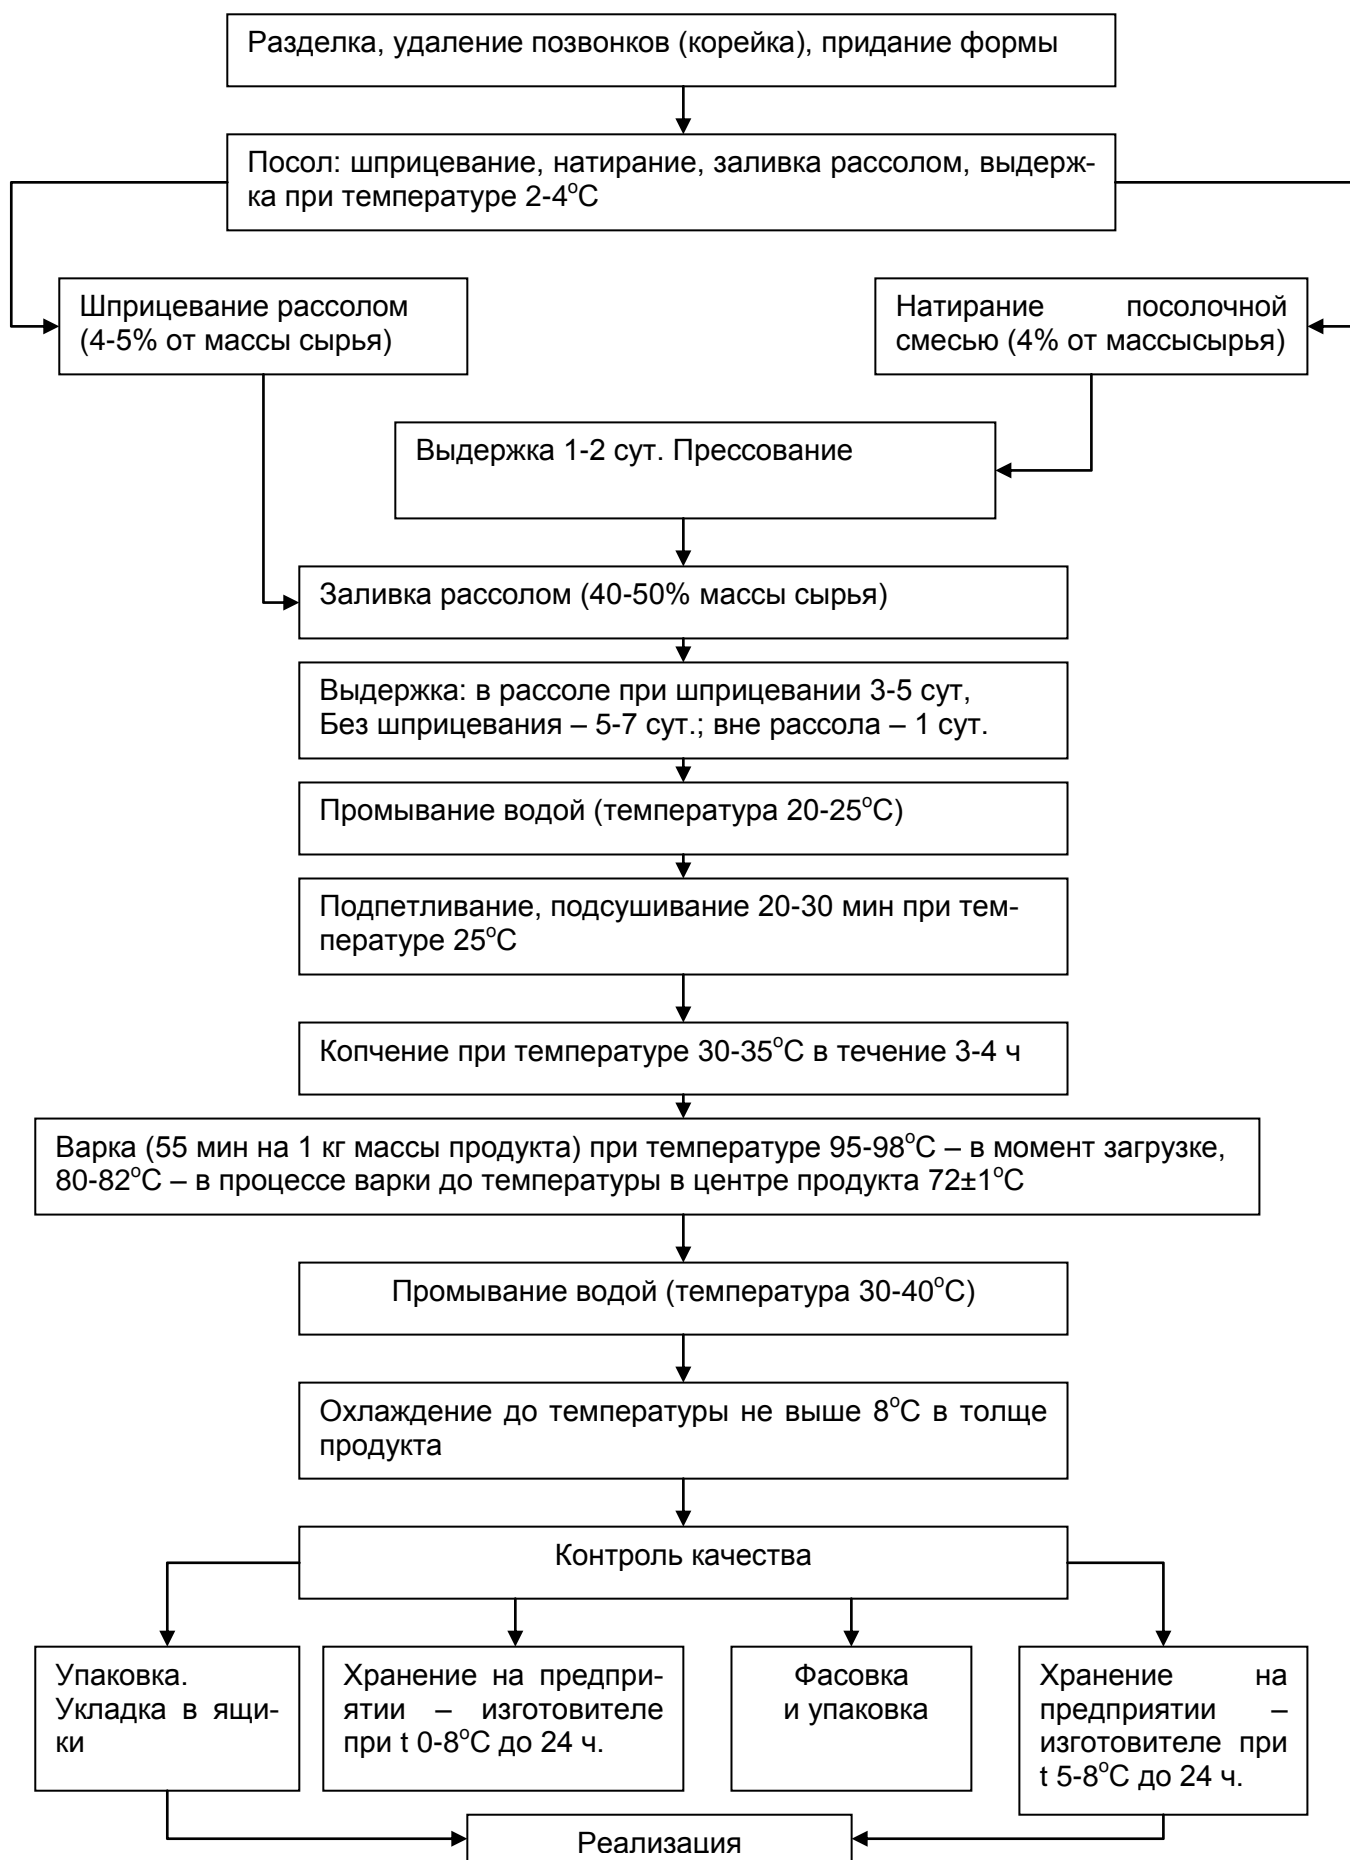 Разделка, удаление позвонков (корейка), придание формы
Посол: шприцевание, натирание, заливка рассолом, выдерж-
ка при температуре 2-4°С
Шприцевание рассолом
(4-5% от массы сырья)
Натирание посолочной
смесью (4% от массысырья)
Выдержка 1-2 сут. Прессование
Заливка рассолом (40-50% массы сырья)
Выдержка: в рассоле при шприцевании 3-5 сут,
Без шприцевания – 5-7 сут.; вне рассола – 1 сут.
Промывание водой (температура 20-25°С)
Подпетливание, подсушивание 20-30 мин при тем-
пературе 25°С
Копчение при температуре 30-35°С в течение 3-4 ч
Варка (55 мин на 1 кг массы продукта) при температуре 95-98°С – в момент загрузке,
80-82°С – в процессе варки до температуры в центре продукта 72±1°С
Промывание водой (температура 30-40°С)
Охлаждение до температуры не выше 8°С в толще
продукта
Контроль качества
Упаковка.
Укладка в ящи-
ки
Хранение на предпри-
ятии – изготовителе
при t 0-8°С до 24 ч.
Фасовка
и упаковка
Хранение на
предприятии –
изготовителе при
t 5-8°С до 24 ч.
Реализация